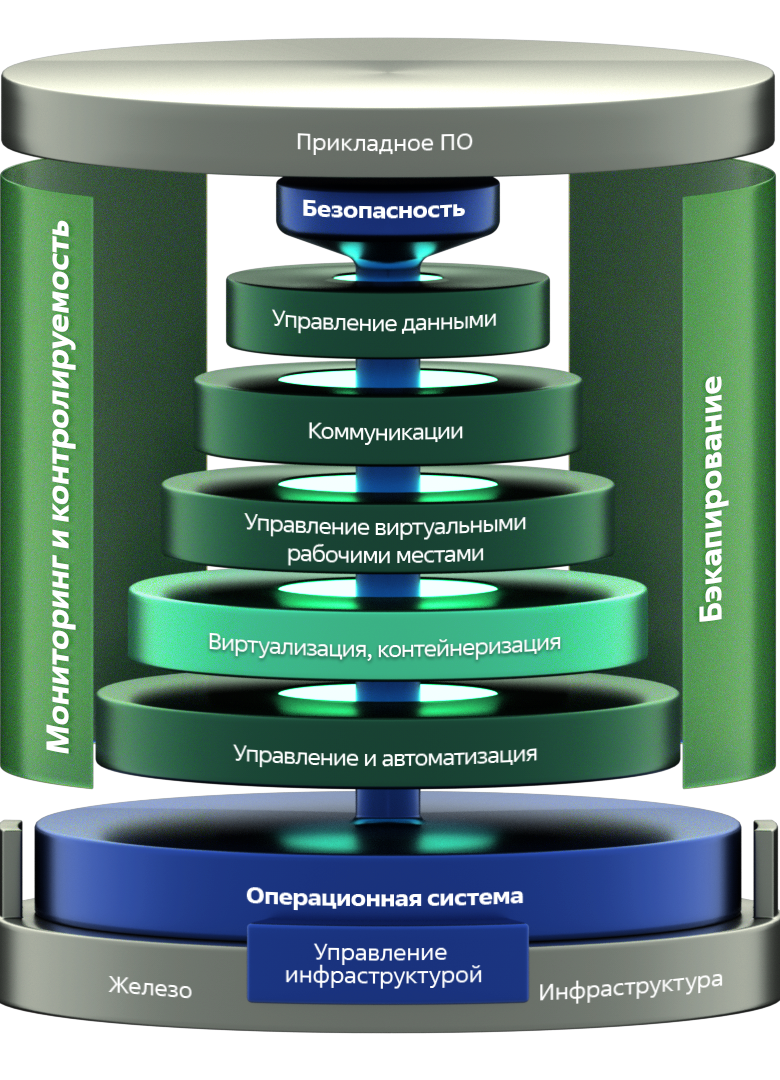 Прикладное ПО
Безопасность
Мониторинг и контролируемость
Управление данными
Коммуникации
Управление виртуальными
рабочими местами
Виртуализация, контейнеризация
Управление и автоматизация
Бэкапирование
Операционная система
Управление
инфраструктурой
Железо
Инфраструктура